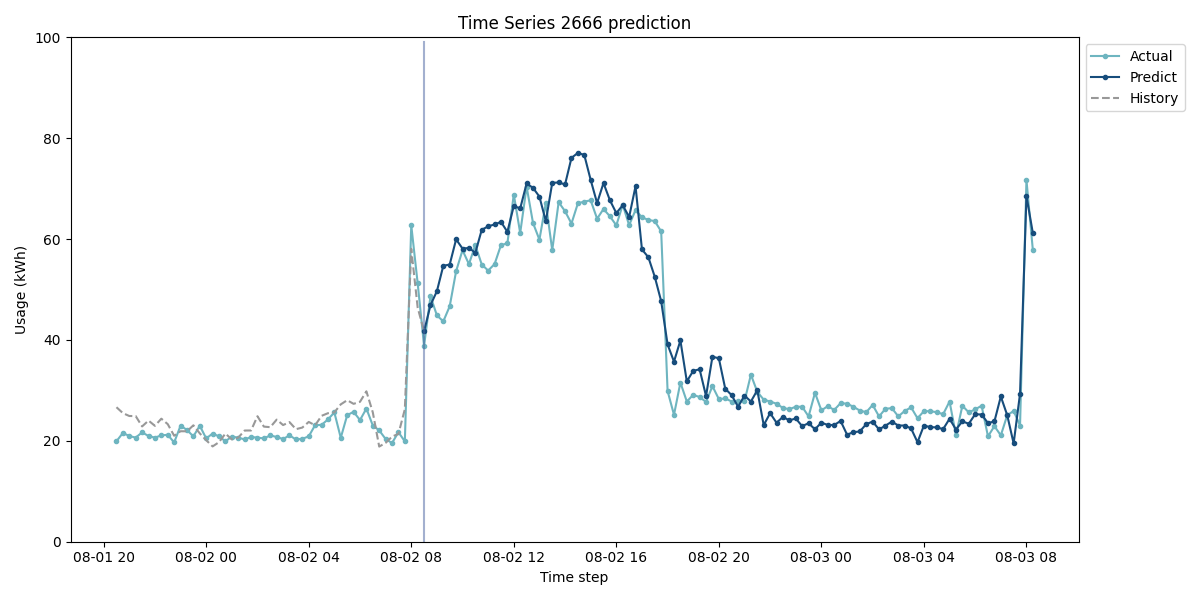 Time Series 2666 prediction
Usage (kWh)
100
80
60
40
20
0
08-01 20
08-02 00
08-02 04
08-02 08
08-02 12
08-02 16
08-02 20
08-03 00
08-03 04
08-03 08
Time step
Actual
Predict
History